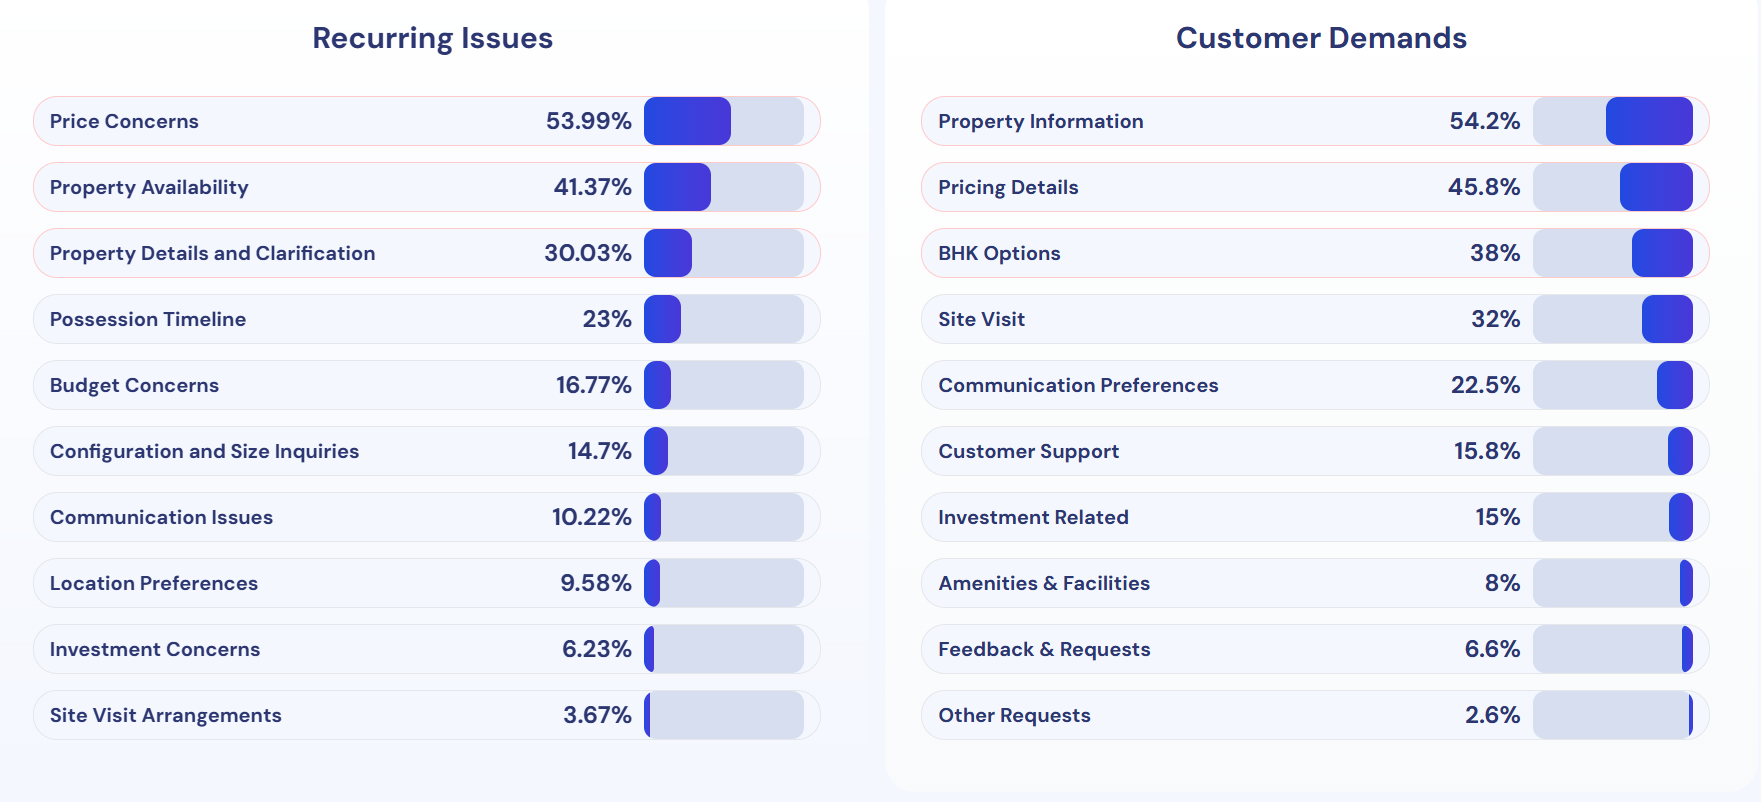 Recurring Issues
Price Concerns 53.99%
Property Availability 41.37%
Property Details and Clarification 30.03%
Possession Timeline 23%
Budget Concerns 16.77%
Configuration and Size Inquiries 14.7%
Communication Issues 10.22%
Location Preferences 9.58%
Investment Concerns 6.23%
Site Visit Arrangements 3.67%
Customer Demands
Property Information 54.2%
Pricing Details 45.8%
BHK Options 38%
Site Visit 32%
Communication Preferences 22.5%
Customer Support 15.8%
Investment Related 15%
Amenities & Facilities 8%
Feedback & Requests 6.6%
Other Requests 2.6%